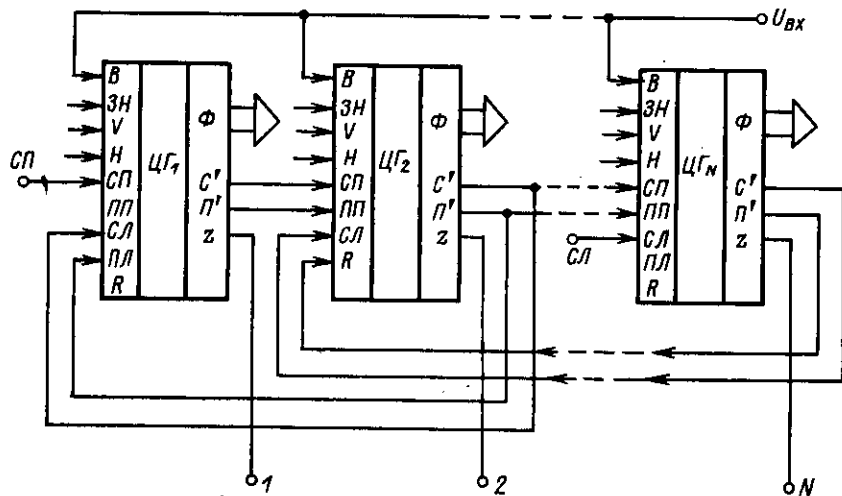 U_ВХ
В
ЗН
V
Н
СП
ПП
СЛ
ПЛ
R
ЦГ₁
Ф
С'
П'
Z
СП
В
ЗН
V
Н
СП
ПП
СЛ
R
ЦГ₂
Ф
С'
П'
Z
В
ЗН
V
Н
СП
ПП
СЛ
ПЛ
R
ЦГ_N
Ф
С'
П'
Z
СЛ
1
2
N